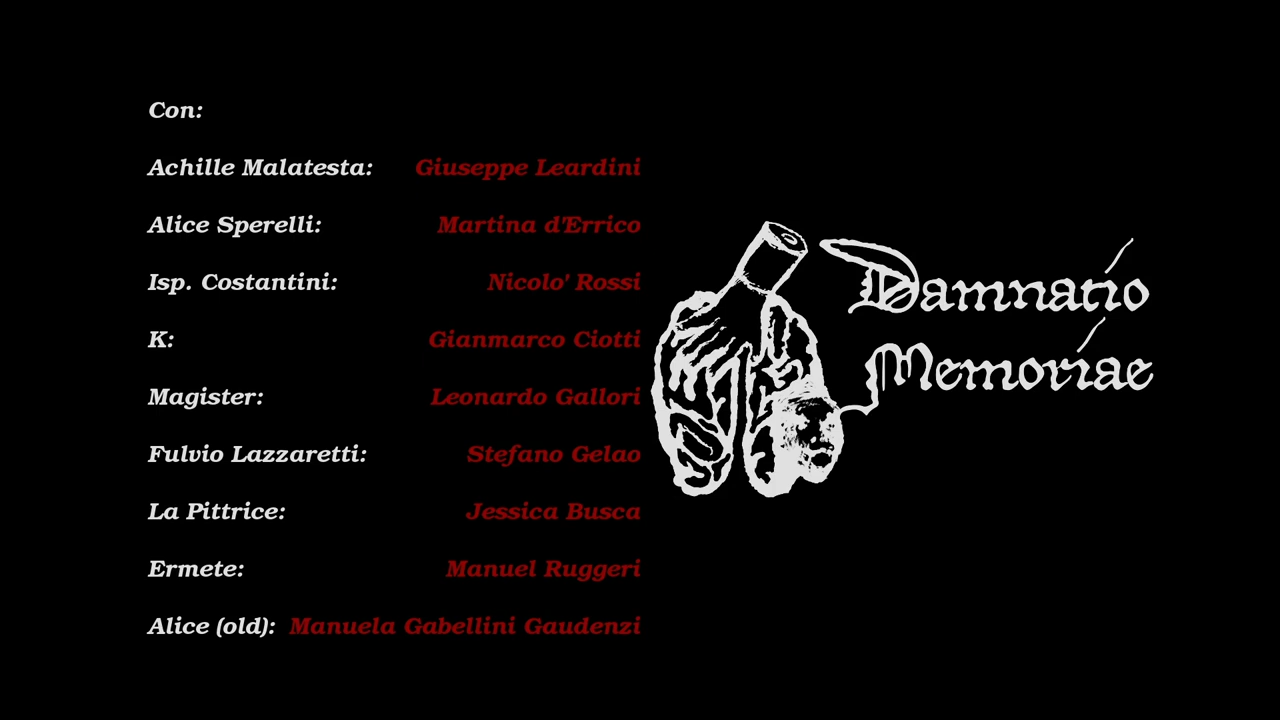 Con:
Achille Malatesta: Giuseppe Leardini
Alice Sperelli: Martina d'Errico
Isp. Costantini: Nicolo' Rossi
K: Gianmarco Ciotti
Magister: Leonardo Gallori
Fulvio Lazzaretti: Stefano Gelao
La Pittrice: Jessica Busca
Ermete: Manuel Ruggeri
Alice (old): Manuela Gabellini Gaudenzi
Damnatio
Memoriae